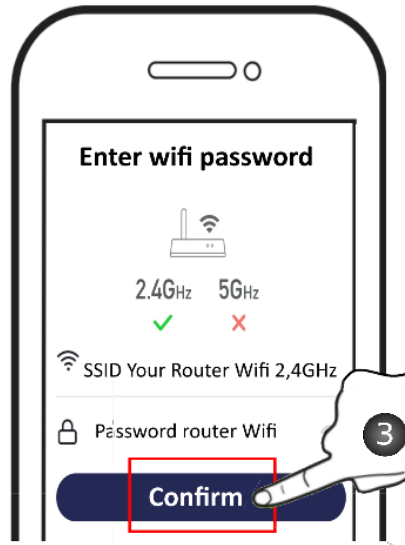 Enter wifi password
2.4GHz 5GHz
SSID Your Router Wifi 2,4GHz
Password router Wifi
3
Confirm